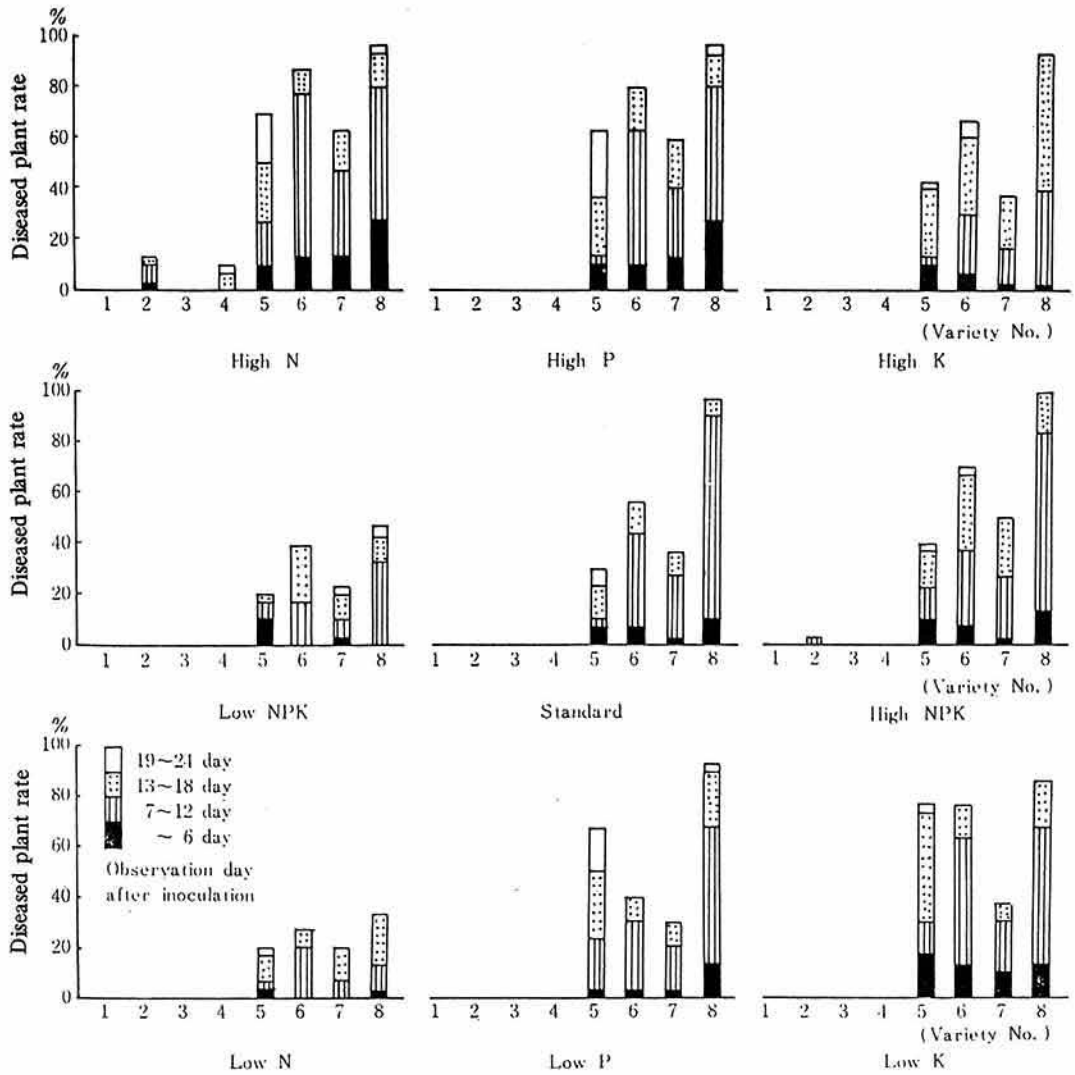 %
Diseased plant rate
100
80
60
40
20
0
1 2 3 4 5 6 7 8
High N
1 2 3 4 5 6 7 8
High P
1 2 3 4 5 6 7 8
(Variety No.)
High K
%
Diseased plant rate
100
80
60
40
20
0
1 2 3 4 5 6 7 8
Low NPK
1 2 3 4 5 6 7 8
Standard
1 2 3 4 5 6 7 8
(Variety No.)
High NPK
%
Diseased plant rate
100
80
60
40
20
0
19~24 day
13~18 day
7~12 day
~ 6 day
Observation day
after inoculation
1 2 3 4 5 6 7 8
Low N
1 2 3 4 5 6 7 8
Low P
1 2 3 4 5 6 7 8
(Variety No.)
Low K